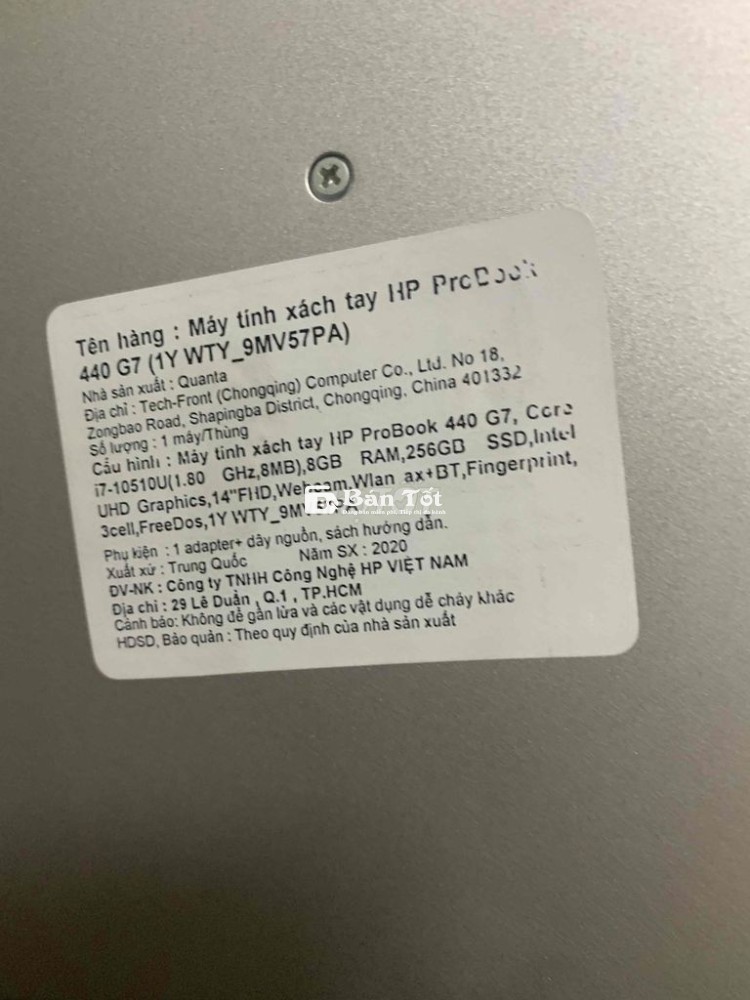 Tên hàng : Máy tính xách tay HP ProBook
440 G7 (1Y WTY_9MV57PA)
Nhà sản xuất : Quanta
Địa chỉ : Tech-Front (Chongqing) Computer Co., Ltd. No 18,
Zongbao Road, Shapingba District, Chongqing, China 401332
Số lượng : 1 máy/Thùng
Cấu hình : Máy tính xách tay HP ProBook 440 G7, Core
i7-10510U(1.80 GHz,8MB),8GB RAM,256GB SSD,Intel
UHD Graphics,14"FHD,Webcam,Wlan ax+BT,Fingerprint,
3cell,FreeDos,1Y WTY_9MV57PA
Bán Tốt
Phụ kiện : 1 adapter+ dây nguồn, sách hướng dẫn.
Xuất xứ : Trung Quốc Năm SX : 2020
ĐV-NK : Công ty TNHH Công Nghệ HP VIỆT NAM
Địa chỉ : 29 Lê Duẩn, Q.1 , TP.HCM
Cảnh báo: Không để gần lửa và các vật dụng dễ cháy khác
HDSD, Bảo quản : Theo quy định của nhà sản xuất